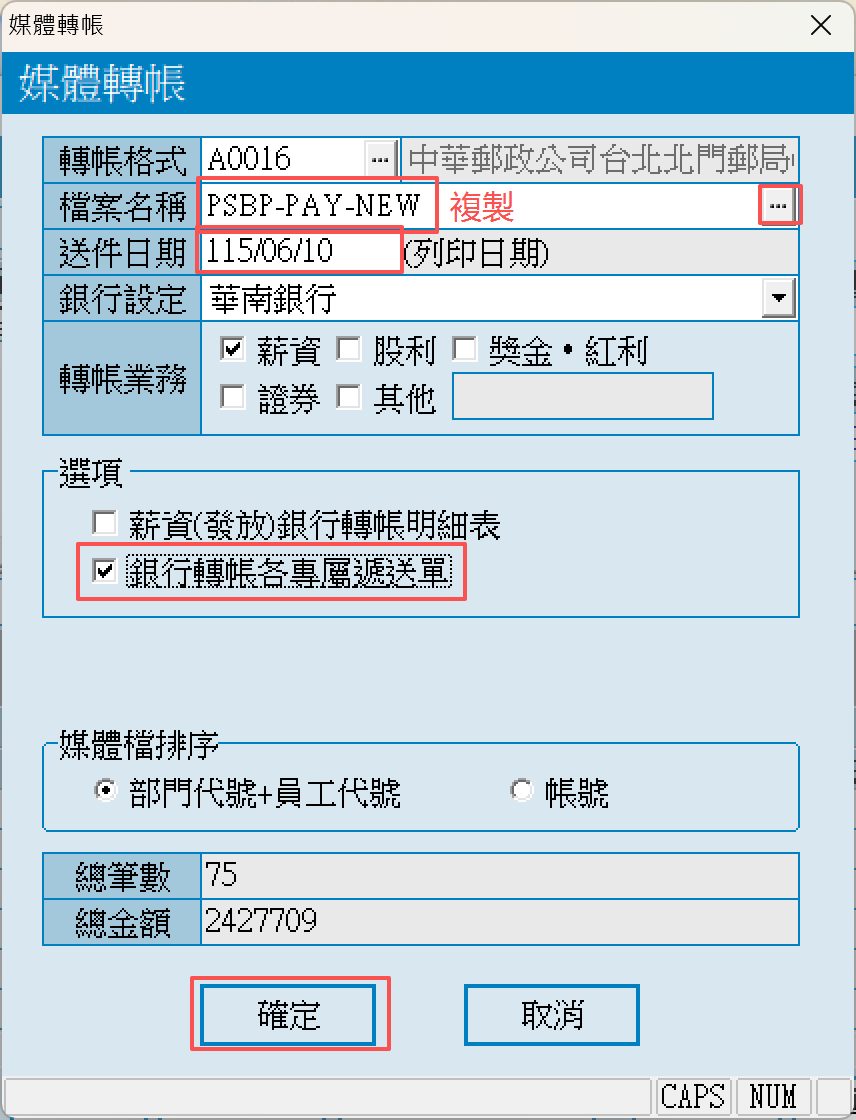 媒體轉帳
媒體轉帳
轉帳格式 A0016 ... 中華郵政公司台北北門郵局
檔案名稱 PSBP-PAY-NEW 複製 ...
送件日期 115/06/10 (列印日期)
銀行設定 華南銀行
轉帳業務 薪資 股利 獎金•紅利
證券 其他
選項
薪資(發放)銀行轉帳明細表
銀行轉帳各專屬遞送單
媒體檔排序
部門代號+員工代號 帳號
總筆數 75
總金額 2427709
確定 取消
CAPS NUM